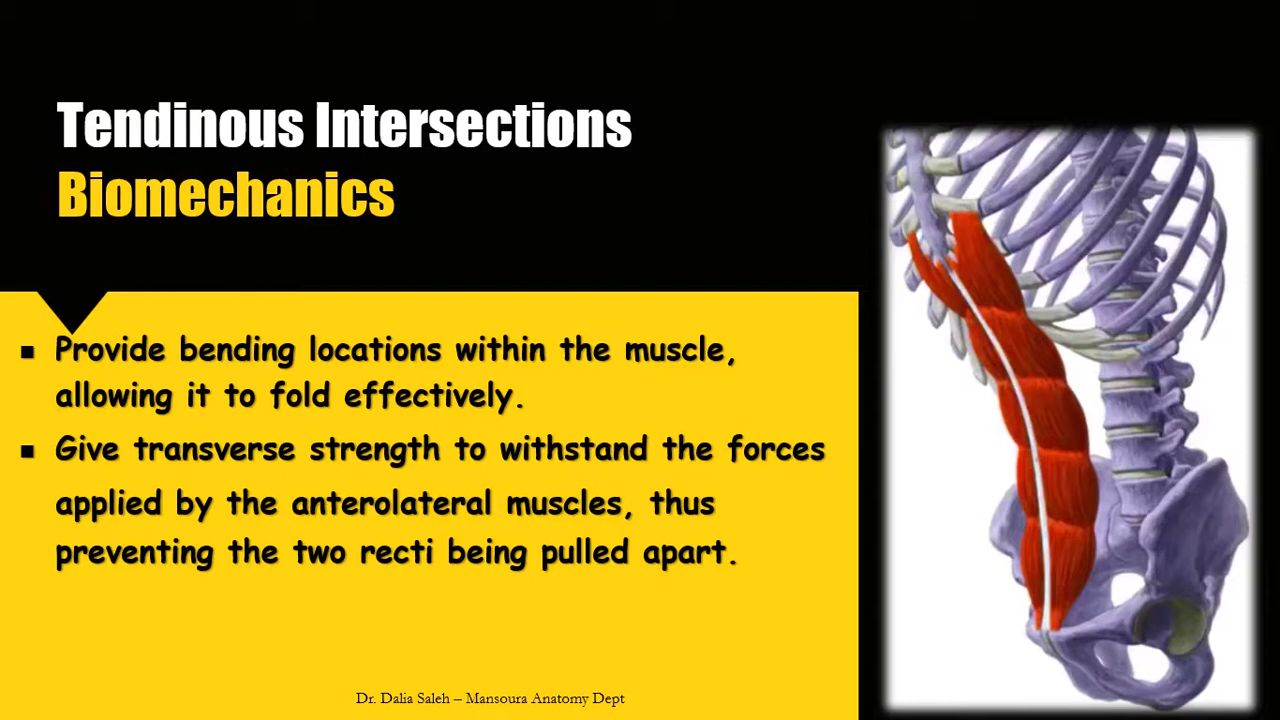 Tendinous Intersections
Biomechanics
▪ Provide bending locations within the muscle,
allowing it to fold effectively.
▪ Give transverse strength to withstand the forces
applied by the anterolateral muscles, thus
preventing the two recti being pulled apart.
Dr. Dalia Saleh – Mansoura Anatomy Dept